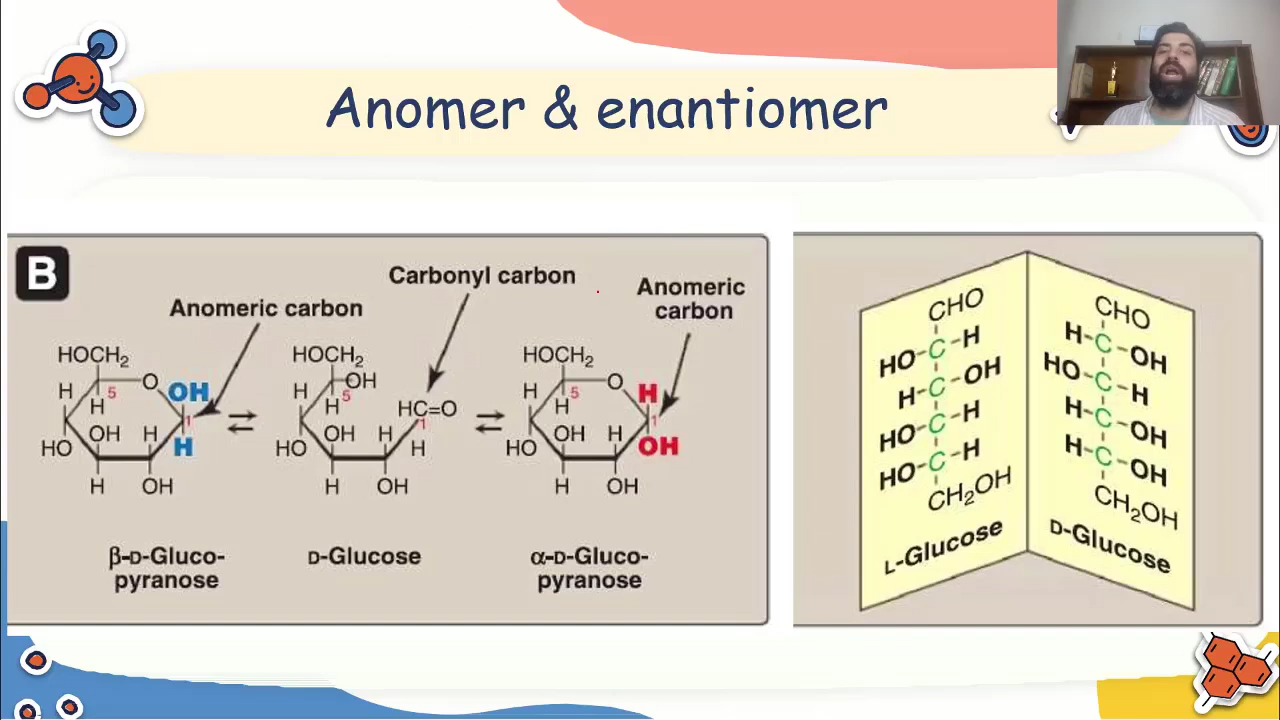 Anomer & enantiomer
B
Anomeric carbon
Carbonyl carbon
Anomeric
carbon
HOCH₂
H
O
OH
5
H
1
OH
H
HO
H
H
OH
HOCH₂
OH
H
5
H
HC=O
1
OH
H
HO
H
H
OH
HOCH₂
H
O
H
5
H
1
OH
H
HO
OH
H
OH
β-D-Gluco-
pyranose
D-Glucose
α-D-Gluco-
pyranose
CHO
HO-C-H
H-C-OH
HO-C-H
HO-C-H
CH₂OH
L-Glucose
CHO
H-C-OH
HO-C-H
H-C-OH
H-C-OH
CH₂OH
D-Glucose